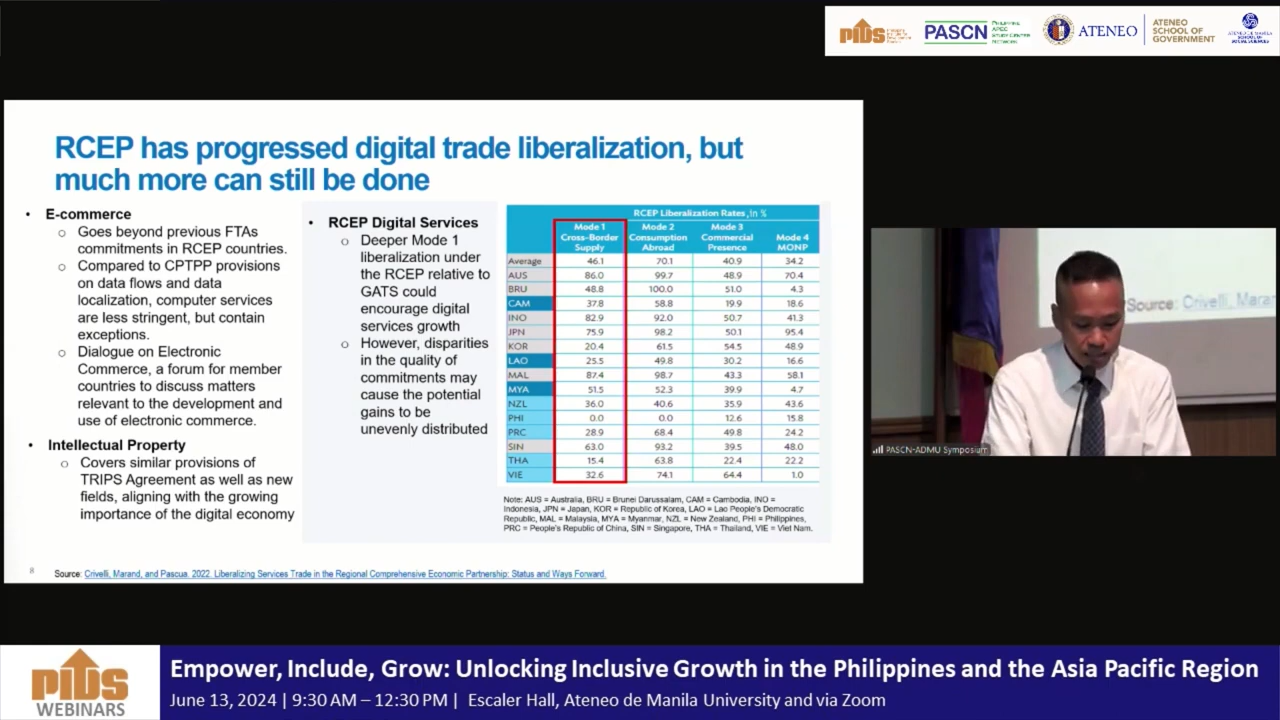 PIDS
PASCN
PHILIPPINE
APEC
STUDY CENTER
NETWORK
ATENEO
ATENEO
SCHOOL OF
GOVERNMENT
RCEP has progressed digital trade liberalization, but
much more can still be done
• E-commerce
o Goes beyond previous FTAs
commitments in RCEP countries.
o Compared to CPTPP provisions
on data flows and data
localization, computer services
are less stringent, but contain
exceptions.
o Dialogue on Electronic
Commerce, a forum for member
countries to discuss matters
relevant to the development and
use of electronic commerce.
• Intellectual Property
o Covers similar provisions of
TRIPS Agreement as well as new
fields, aligning with the growing
importance of the digital economy
• RCEP Digital Services
o Deeper Mode 1
liberalization under
the RCEP relative to
GATS could
encourage digital
services growth
o However, disparities
in the quality of
commitments may
cause the potential
gains to be
unevenly distributed
RCEP Liberalization Rates, in %
Mode 1 Cross-Border Supply Mode 2 Consumption Abroad Mode 3 Commercial Presence Mode 4 MONP
Average 46.1 70.1 40.9 34.2
AUS 86.0 99.7 48.9 70.4
BRU 48.8 100.0 51.0 4.3
CAM 37.8 58.8 19.9 18.6
INO 82.9 92.0 50.7 41.3
JPN 75.9 98.2 50.1 95.4
KOR 20.4 61.5 54.5 48.9
LAO 25.5 49.8 30.2 16.6
MAL 87.4 98.7 43.3 58.1
MYA 51.5 52.3 39.9 4.7
NZL 36.0 40.6 35.9 43.6
PHI 0.0 0.0 12.6 15.8
PRC 28.9 68.4 49.8 24.2
SIN 63.0 93.2 39.5 48.0
THA 15.4 63.8 22.4 22.2
VIE 32.6 74.1 64.4 1.0
Note: AUS = Australia, BRU = Brunei Darussalam, CAM = Cambodia, INO =
Indonesia, JPN = Japan, KOR = Republic of Korea, LAO = Lao People's Democratic
Republic, MAL = Malaysia, MYA = Myanmar, NZL = New Zealand, PHI = Philippines,
PRC = People's Republic of China, SIN = Singapore, THA = Thailand, VIE = Viet Nam.
Source: Crivelli, Marand, and Pascua. 2022. Liberalizing Services Trade in the Regional Comprehensive Economic Partnership: Status and Ways Forward.
Source: Crivelli, Maran
PASCN-ADMU Symposium
PIDS
WEBINARS
Empower, Include, Grow: Unlocking Inclusive Growth in the Philippines and the Asia Pacific Region
June 13, 2024 | 9:30 AM – 12:30 PM | Escaler Hall, Ateneo de Manila University and via Zoom